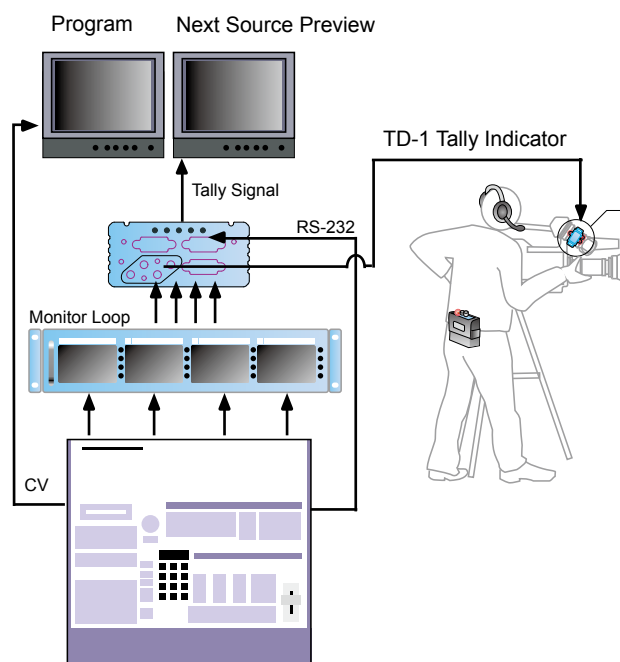 Program
Next Source Preview
TD-1 Tally Indicator
Tally Signal
RS-232
Monitor Loop
CV